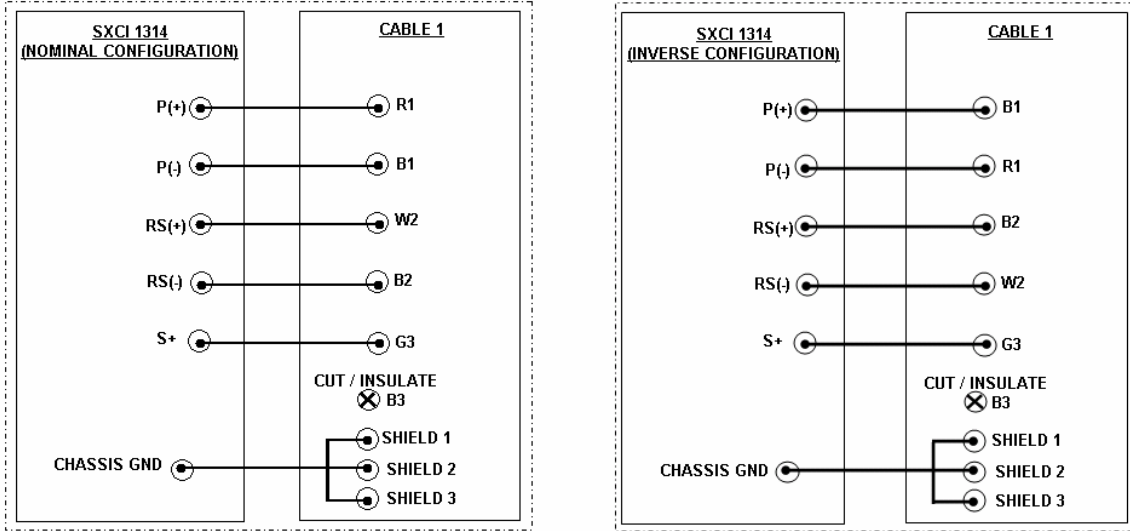 SXCI 1314
(NOMINAL CONFIGURATION)
CABLE 1
P(+)
R1
P(-)
B1
RS(+)
W2
RS(-)
B2
S+
G3
CUT / INSULATE
B3
SHIELD 1
CHASSIS GND
SHIELD 2
SHIELD 3
SXCI 1314
(INVERSE CONFIGURATION)
CABLE 1
P(+)
B1
P(-)
R1
RS(+)
B2
RS(-)
W2
S+
G3
CUT / INSULATE
B3
SHIELD 1
CHASSIS GND
SHIELD 2
SHIELD 3